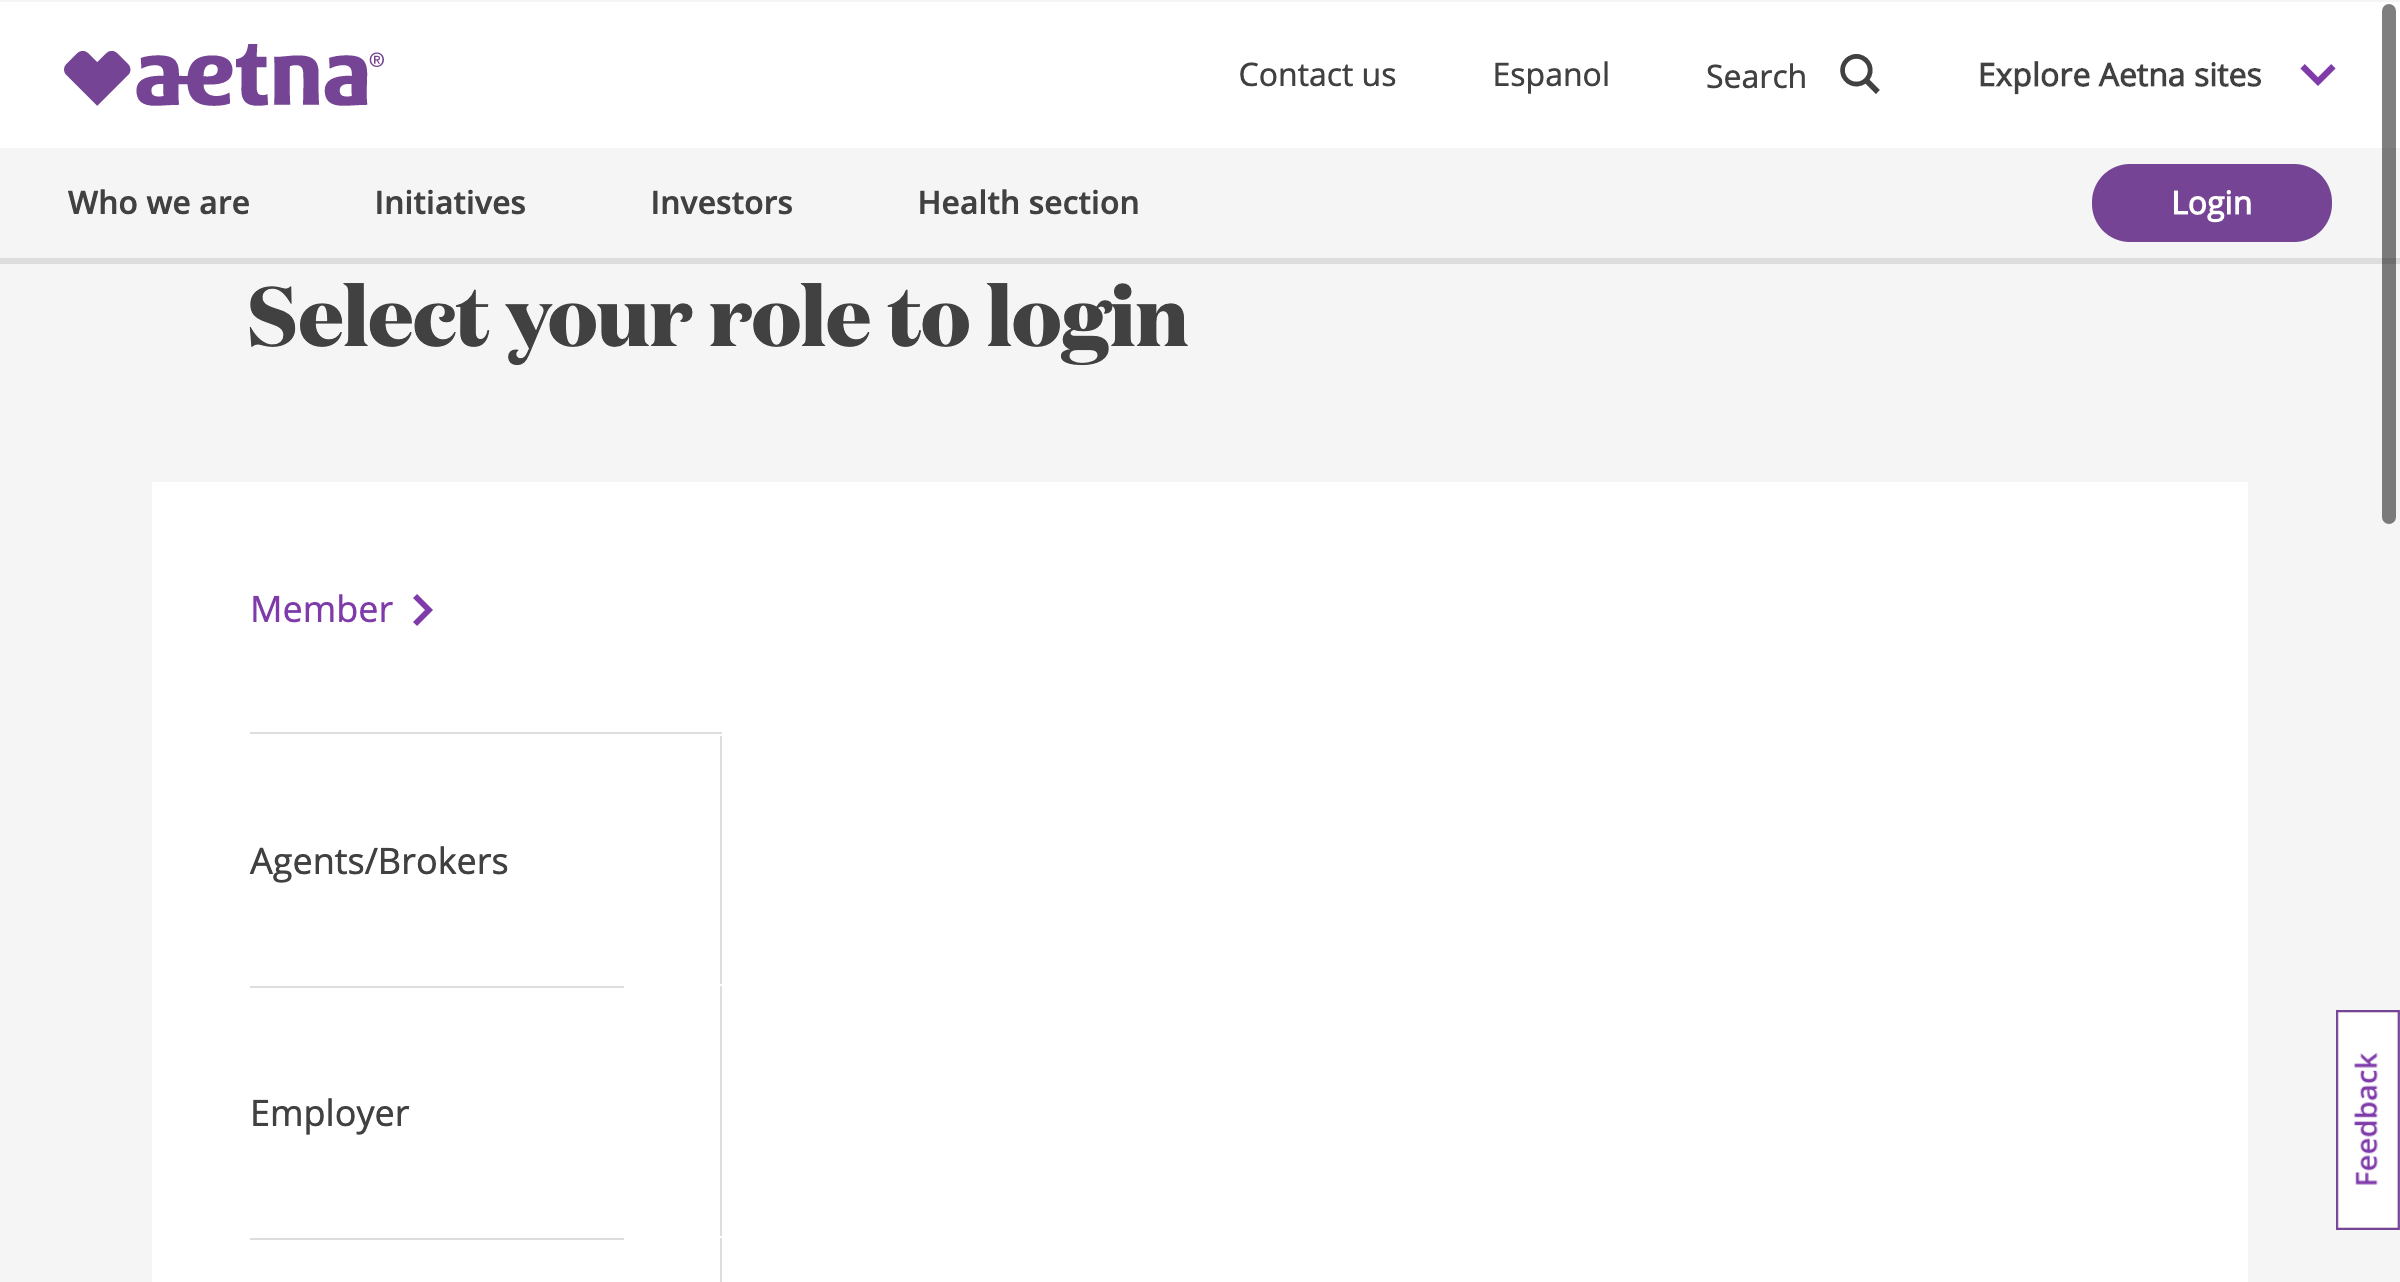 aetna®
Contact us
Espanol
Search
Explore Aetna sites
Who we are
Initiatives
Investors
Health section
Login
Select your role to login
Member
Agents/Brokers
Employer
Feedback